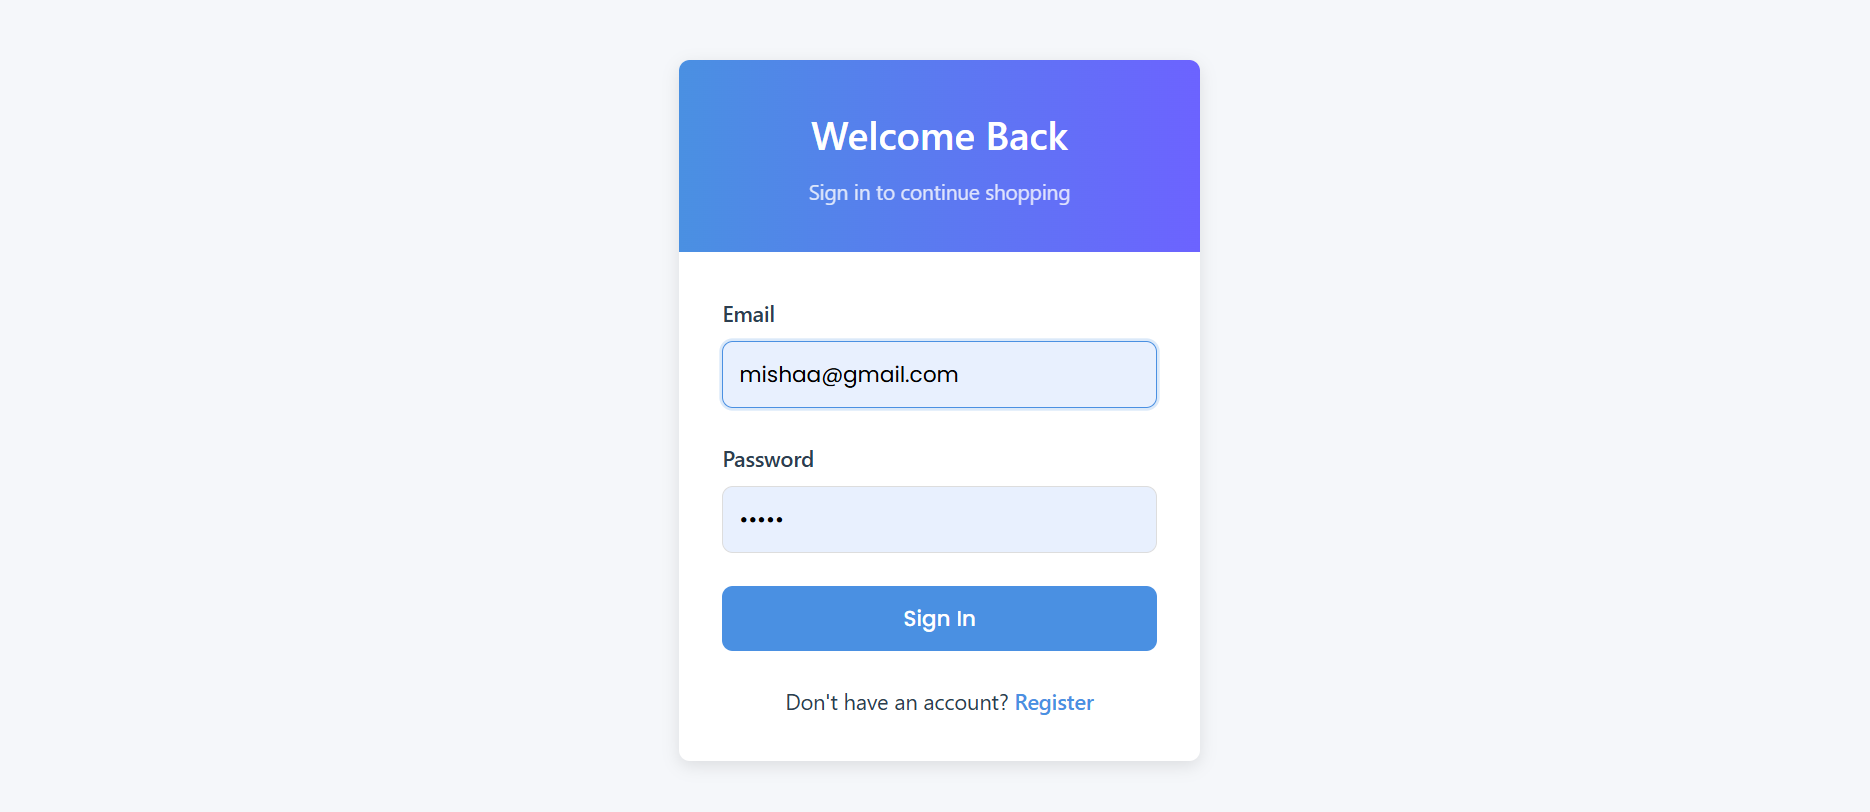 Welcome Back
Sign in to continue shopping
Email
mishaa@gmail.com
Password
•••••
Sign In
Don't have an account? Register